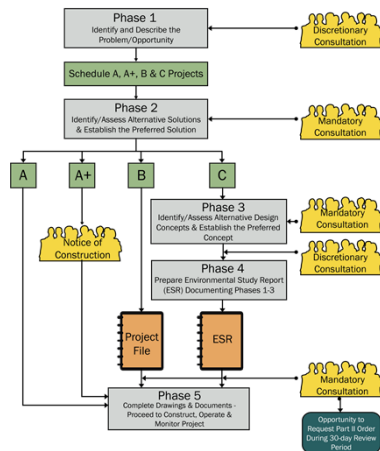 Phase 1
Identify and Describe the
Problem/Opportunity
Discretionary
Consultation
Schedule A, A+, B & C Projects
Phase 2
Identify/Assess Alternative Solutions
& Establish the Preferred Solution
Mandatory
Consultation
A
A+
B
C
Phase 3
Identify/Assess Alternative Design
Concepts & Establish the Preferred
Concept
Mandatory
Consultation
Notice of
Construction
Discretionary
Consultation
Phase 4
Prepare Environmental Study Report
(ESR) Documenting Phases 1-3
Project
File
ESR
Mandatory
Consultation
Phase 5
Complete Drawings & Documents -
Proceed to Construct, Operate &
Monitor Project
Opportunity to
Request Part II Order
During 30-day Review
Period